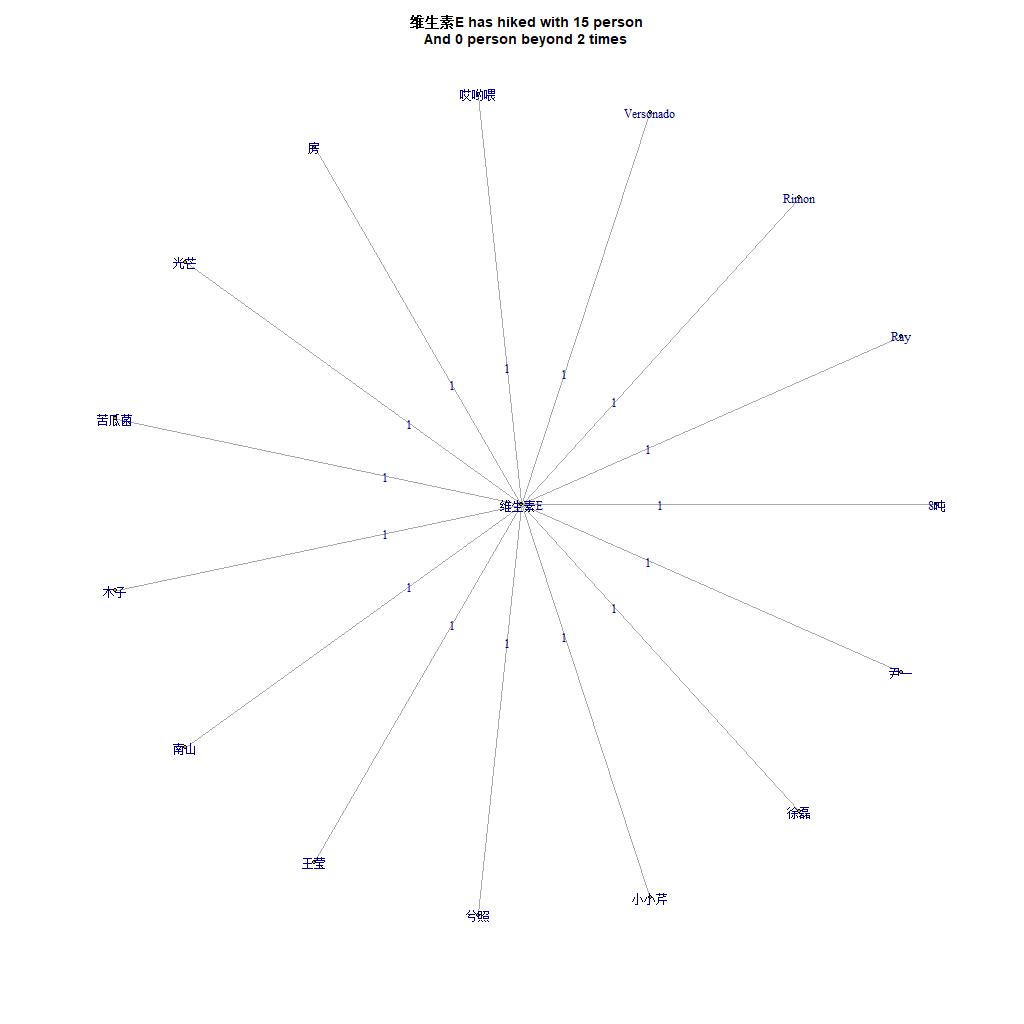 维生素E has hiked with 15 person
And 0 person beyond 2 times
哎哟喂
Versonado
房
Rimon
光芒
Ray
1
1
1
1
1
苦瓜菌
1
1
1
维生素E
1
8吨
1
1
木子
1
1
1
1
1
尹一
南山
徐磊
王莹
小小芹
兮照